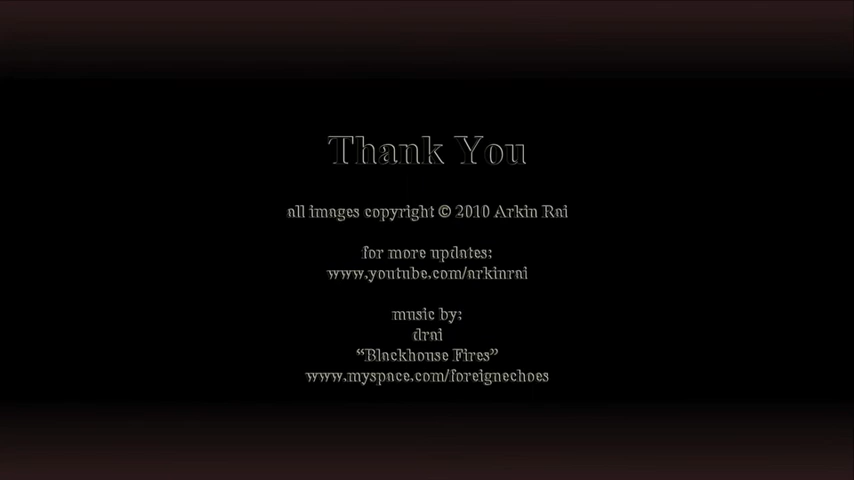 Thank You
all images copyright © 2010 Arkin Rai
for more updates:
www.youtube.com/arkinrai
music by:
drai
“Blackhouse Fires”
www.myspace.com/foreignechoes